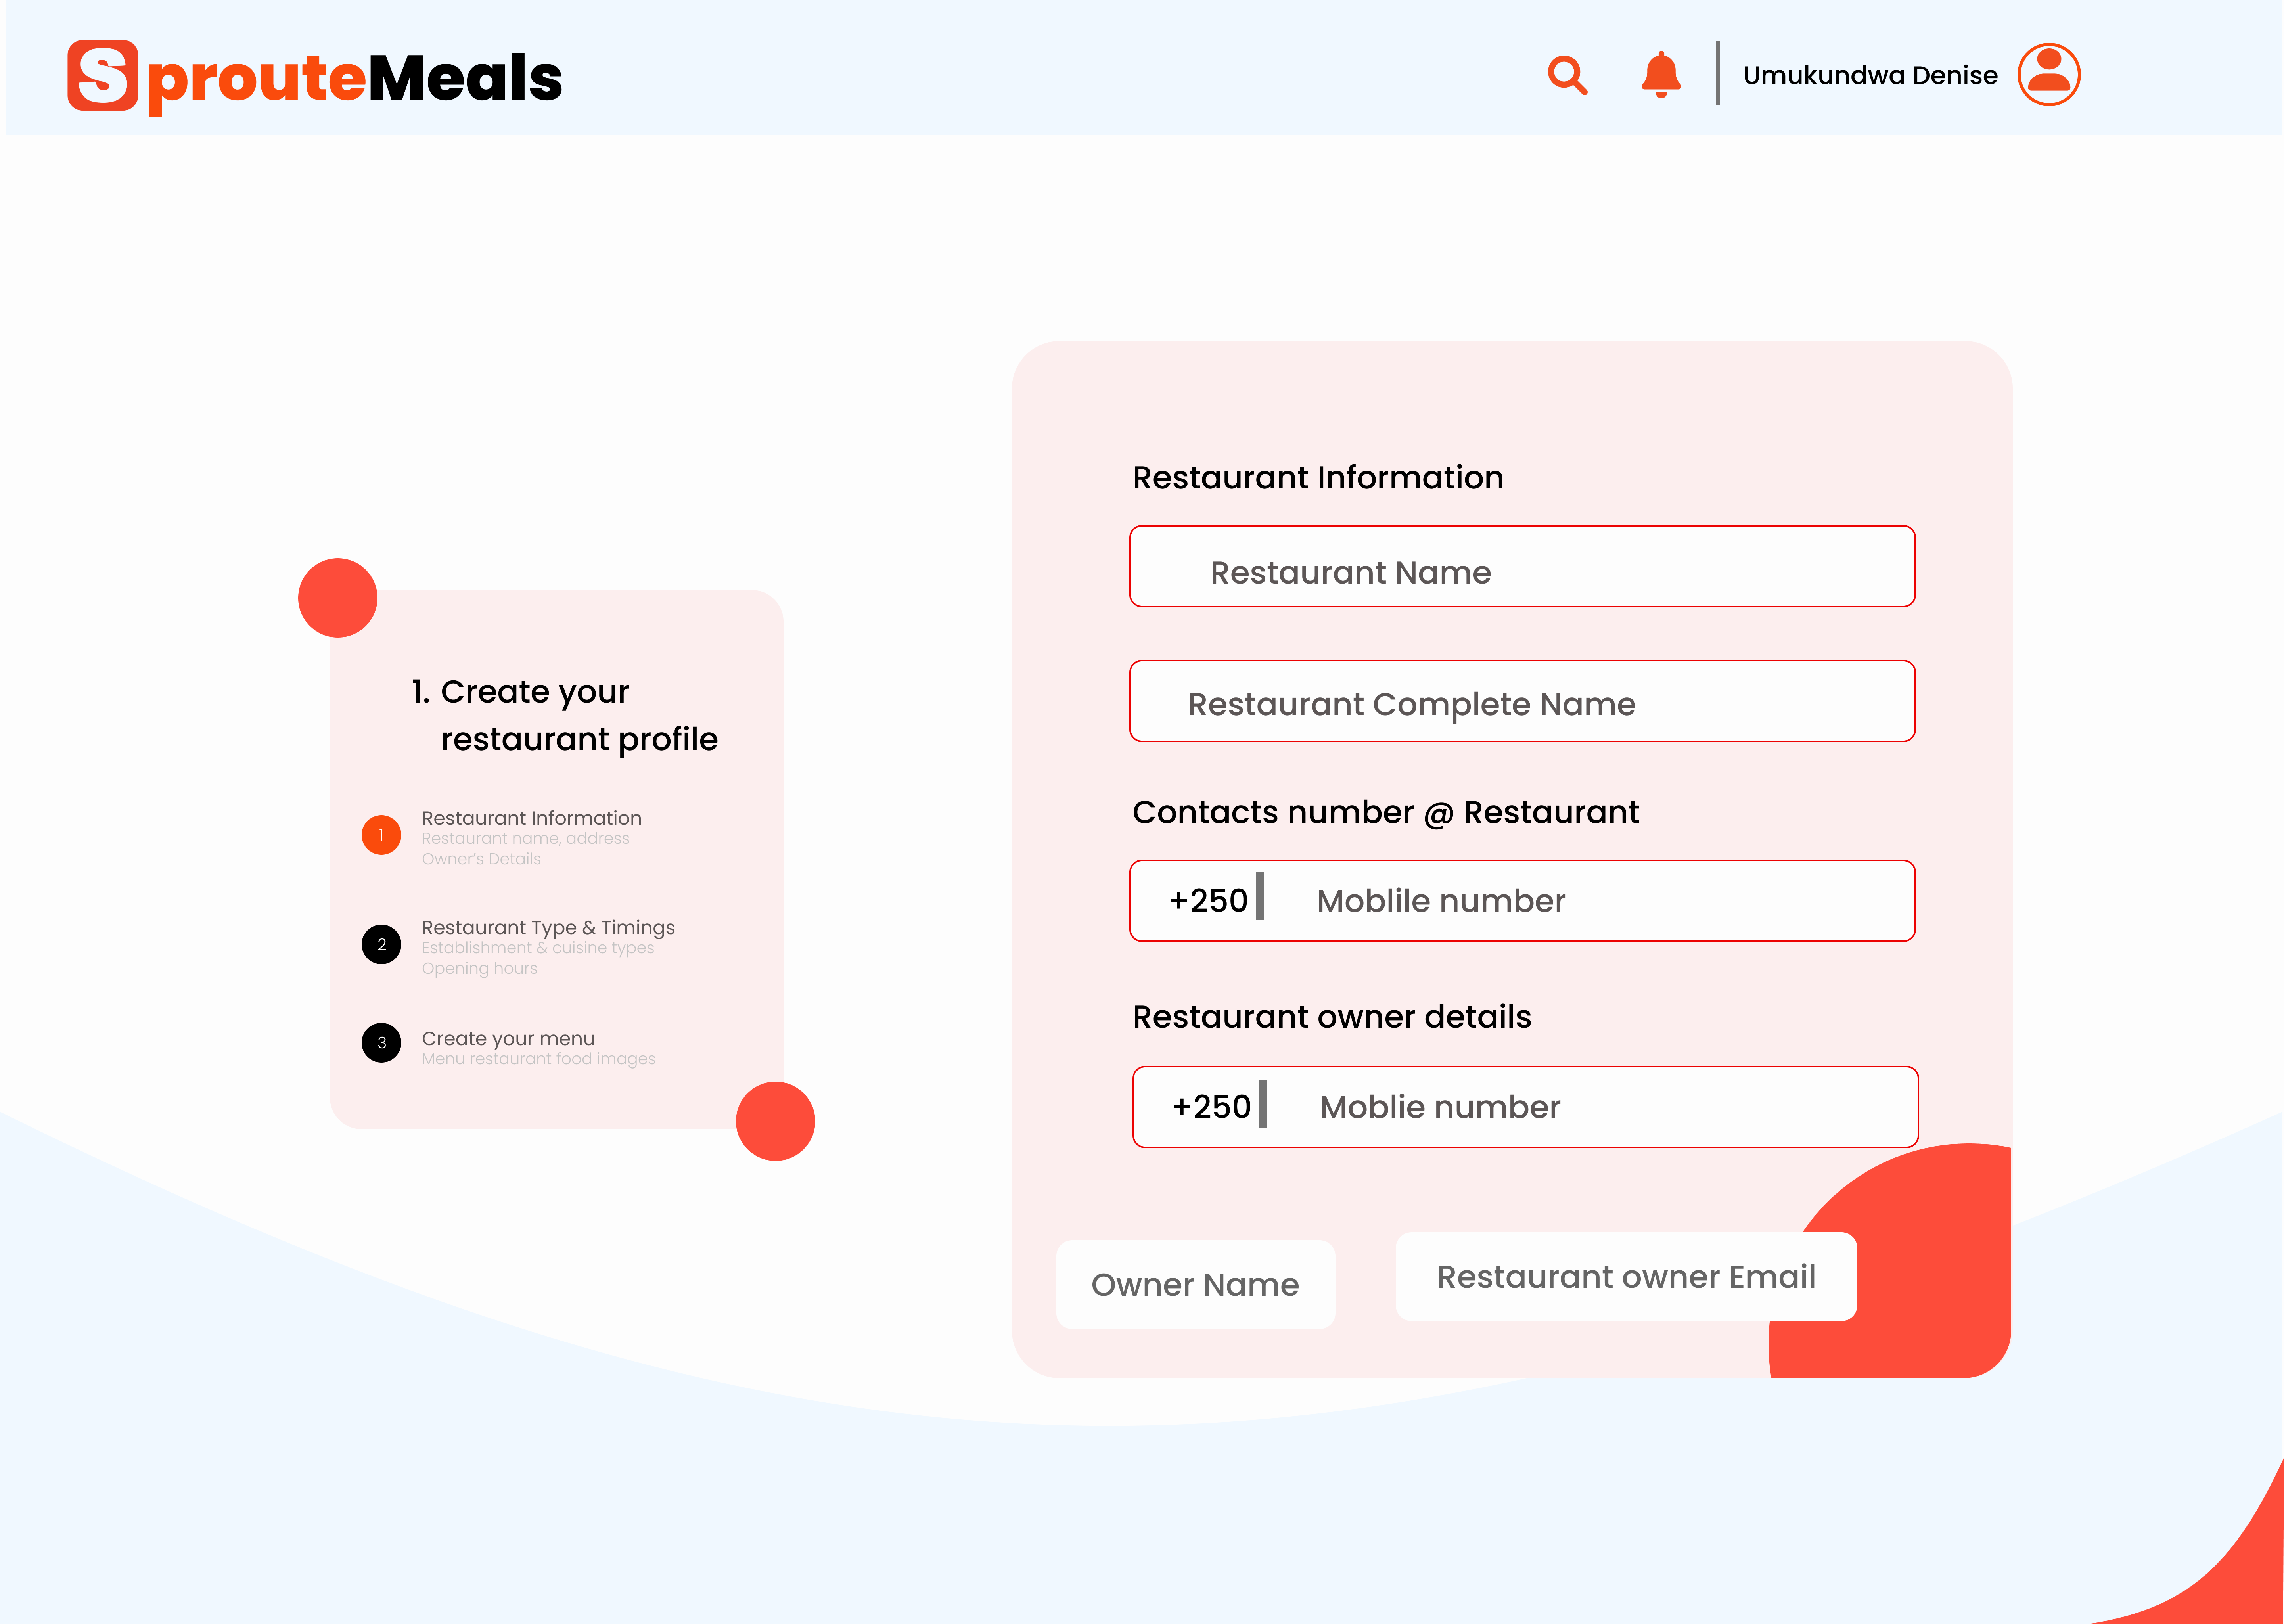 SprouteMeals
Umukundwa Denise
1. Create your
restaurant profile
1
Restaurant Information
Restaurant name, address
Owner's Details
2
Restaurant Type & Timings
Establishment & cuisine types
Opening hours
3
Create your menu
Menu restaurant food images
Restaurant Information
Restaurant Name
Restaurant Complete Name
Contacts number @ Restaurant
+250 Moblile number
Restaurant owner details
+250 Moblie number
Owner Name
Restaurant owner Email